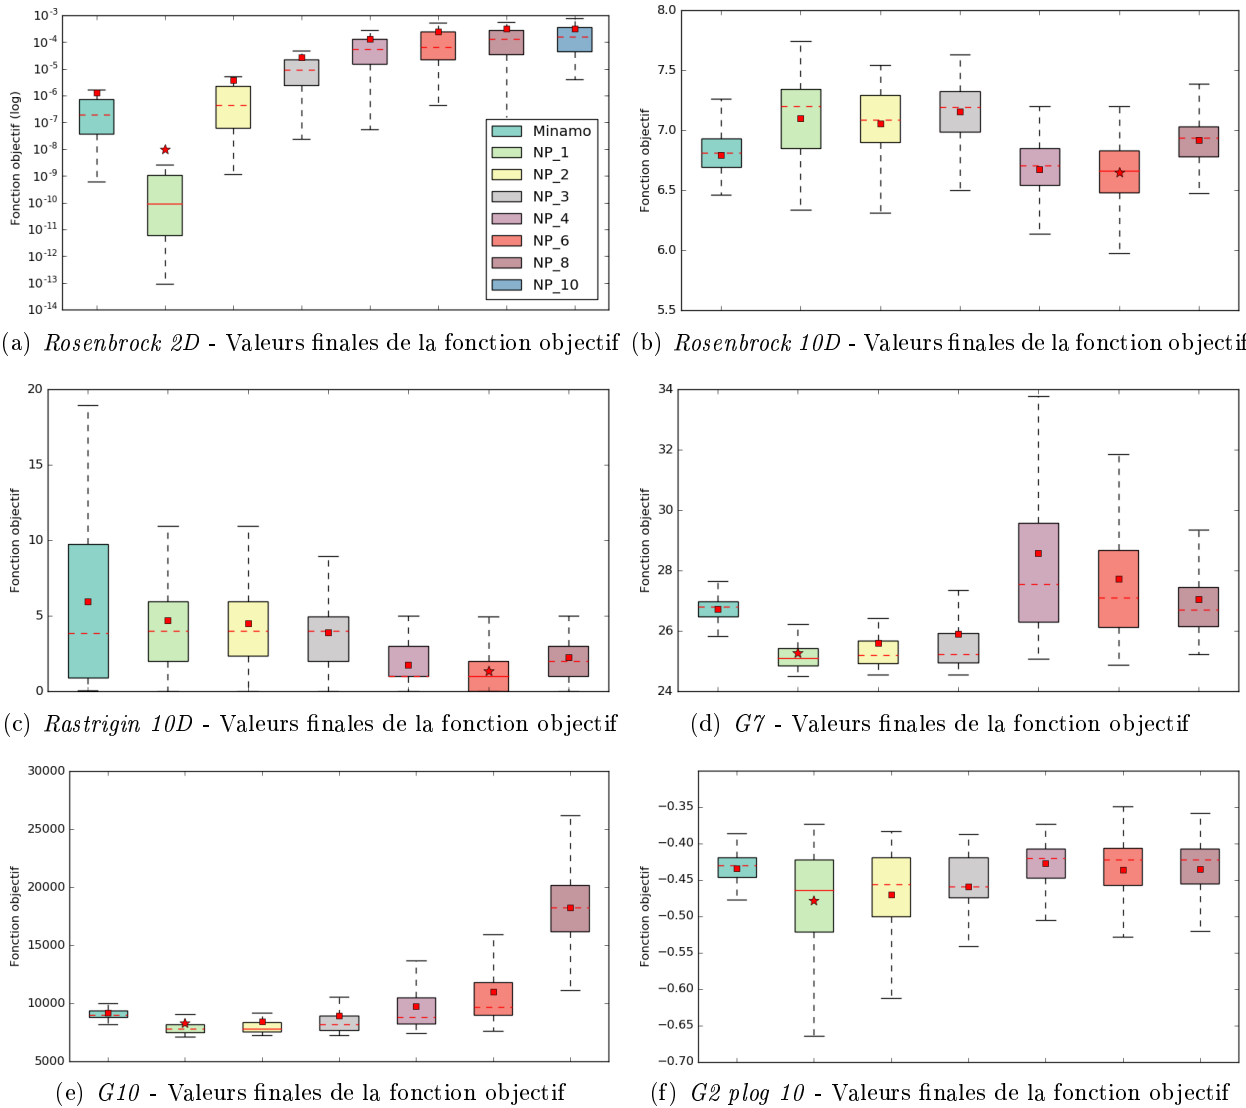 10⁻³
10⁻⁴
10⁻⁵
10⁻⁶
10⁻⁷
10⁻⁸
10⁻⁹
10⁻¹⁰
10⁻¹¹
10⁻¹²
10⁻¹³
10⁻¹⁴
Fonction objectif (log)
Minamo
NP_1
NP_2
NP_3
NP_4
NP_6
NP_8
NP_10
(a) Rosenbrock 2D - Valeurs finales de la fonction objectif
8.0
7.5
7.0
6.5
6.0
5.5
Fonction objectif
(b) Rosenbrock 10D - Valeurs finales de la fonction objectif
20
15
10
5
0
Fonction objectif
(c) Rastrigin 10D - Valeurs finales de la fonction objectif
34
32
30
28
26
24
Fonction objectif
(d) G7 - Valeurs finales de la fonction objectif
30000
25000
20000
15000
10000
5000
Fonction objectif
(e) G10 - Valeurs finales de la fonction objectif
−0.35
−0.40
−0.45
−0.50
−0.55
−0.60
−0.65
−0.70
Fonction objectif
(f) G2 plog 10 - Valeurs finales de la fonction objectif